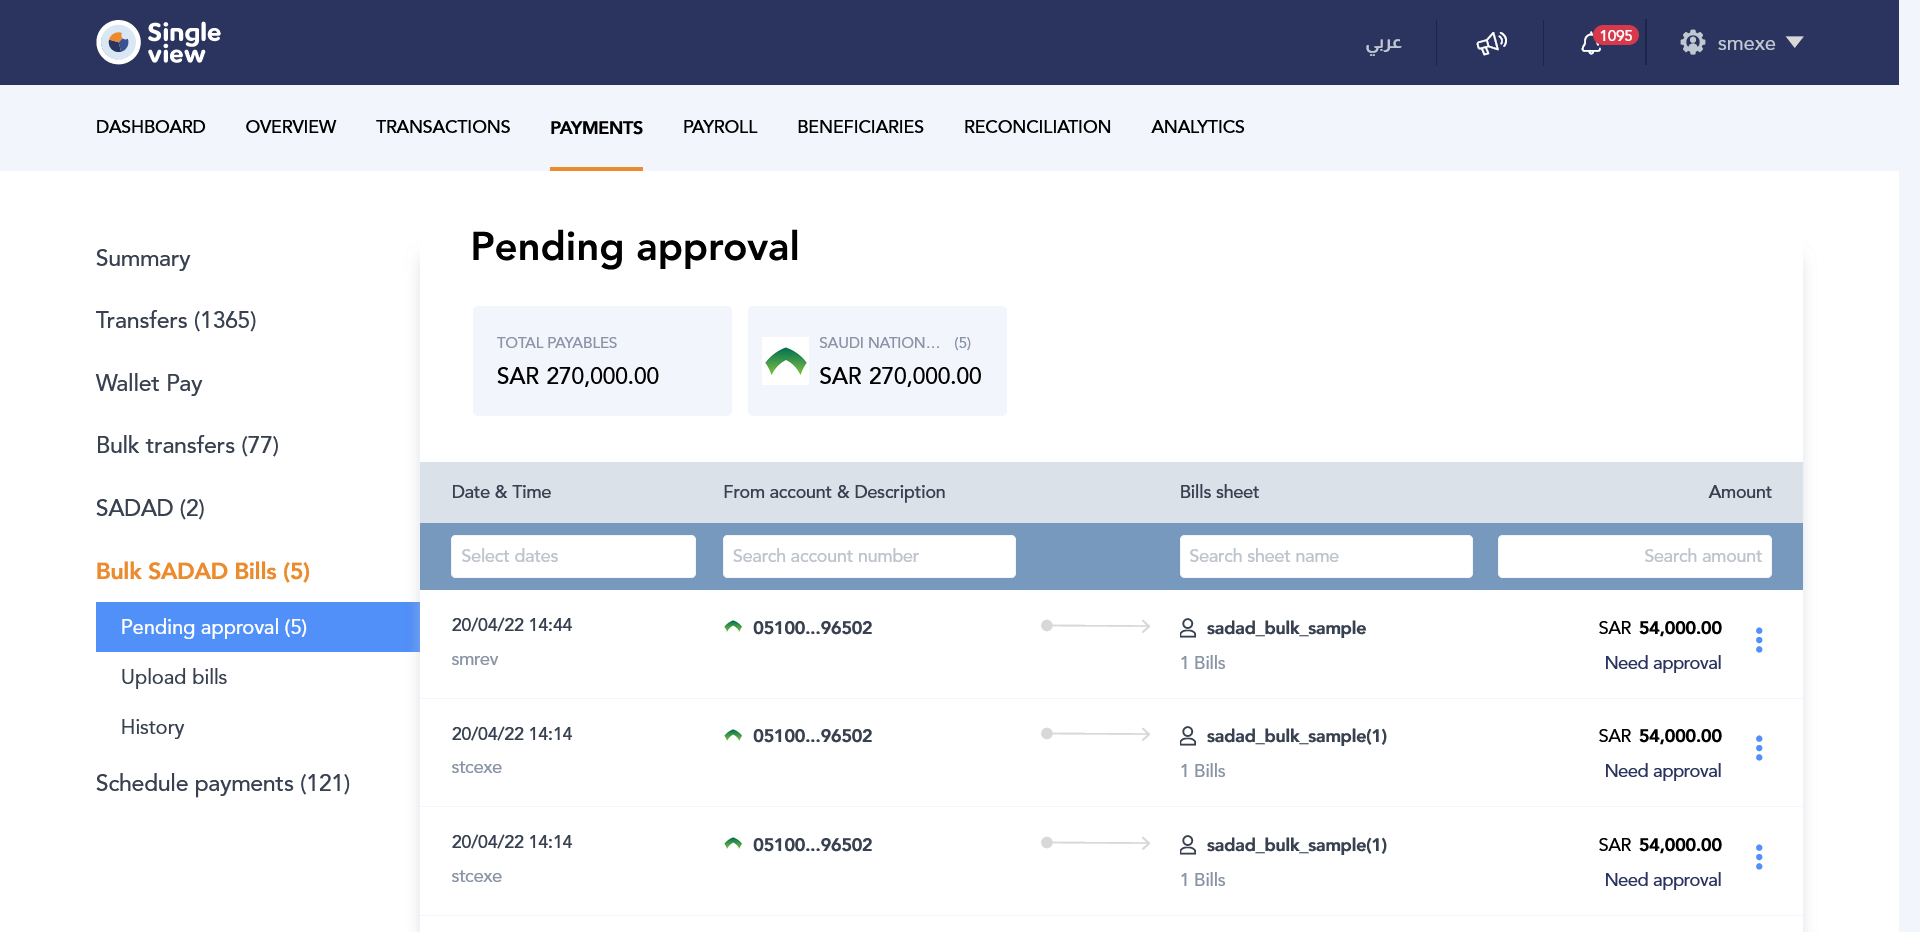 Single
view
عربي
1095
smexe
DASHBOARD OVERVIEW TRANSACTIONS PAYMENTS PAYROLL BENEFICIARIES RECONCILIATION ANALYTICS
Summary
Transfers (1365)
Wallet Pay
Bulk transfers (77)
SADAD (2)
Bulk SADAD Bills (5)
Pending approval (5)
Upload bills
History
Schedule payments (121)
Pending approval
TOTAL PAYABLES
SAR 270,000.00
SAUDI NATION... (5)
SAR 270,000.00
Date & Time From account & Description Bills sheet Amount
Select dates Search account number Search sheet name Search amount
20/04/22 14:44 05100...96502 sadad_bulk_sample SAR 54,000.00
smrev 1 Bills Need approval
20/04/22 14:14 05100...96502 sadad_bulk_sample(1) SAR 54,000.00
stcexe 1 Bills Need approval
20/04/22 14:14 05100...96502 sadad_bulk_sample(1) SAR 54,000.00
stcexe 1 Bills Need approval